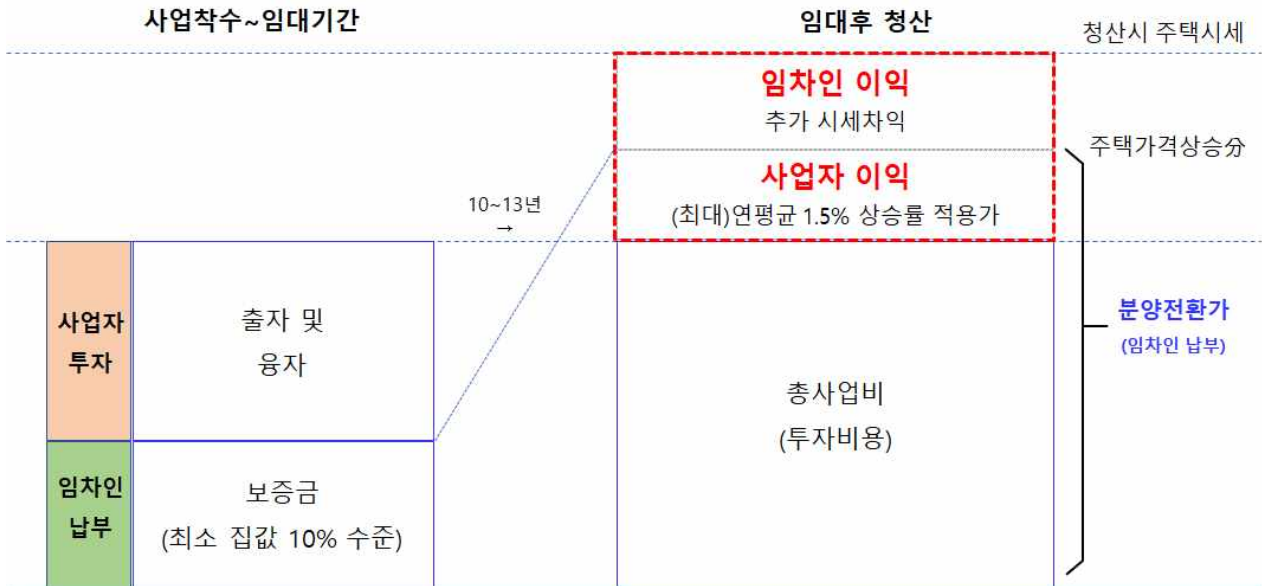 사업착수~임대기간
임대후 청산
청산시 주택시세
임차인 이익
추가 시세차익
주택가격상승分
사업자 이익
(최대)연평균 1.5% 상승률 적용가
10~13년
→
사업자
투자
출자 및
융자
분양전환가
(임차인 납부)
총사업비
(투자비용)
임차인
납부
보증금
(최소 집값 10% 수준)